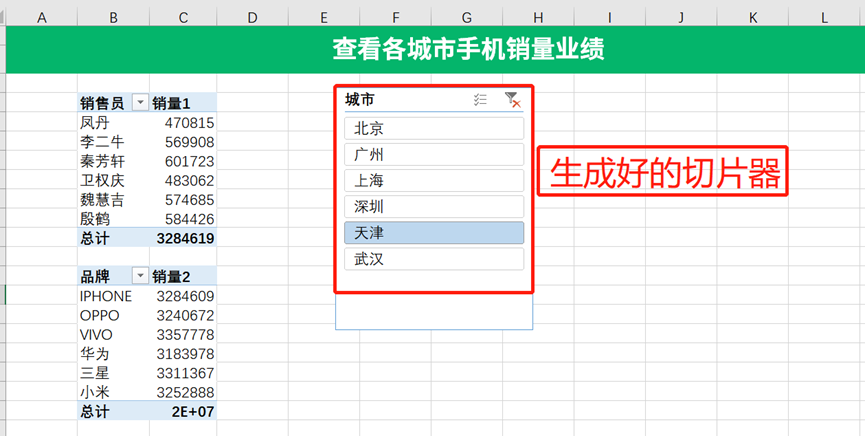 A B C D E F G H I J K L
查看各城市手机销量业绩
销售员 销量1
凤丹 470815
李二牛 569908
秦芳轩 601723
卫权庆 483062
魏慧吉 574685
殷鹤 584426
总计 3284619
品牌 销量2
IPHONE 3284609
OPPO 3240672
VIVO 3357778
华为 3183978
三星 3311367
小米 3252888
总计 2E+07
城市
北京
广州
上海
深圳
天津
武汉
生成好的切片器